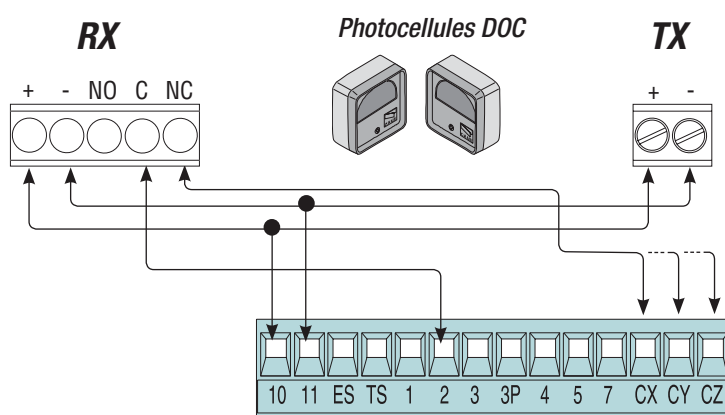 RX
Photocellules DOC
TX
+ - NO C NC
+ -
10 11 ES TS 1 2 3 3P 4 5 7 CX CY CZ